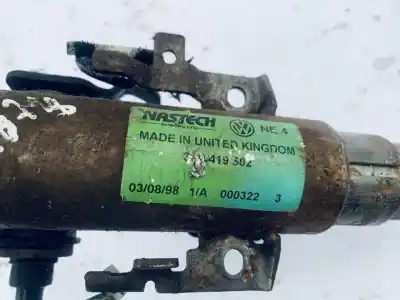 NASTECH NE.4
MADE IN UNITED KINGDOM
419 502
03/08/98 1/A 000322 3